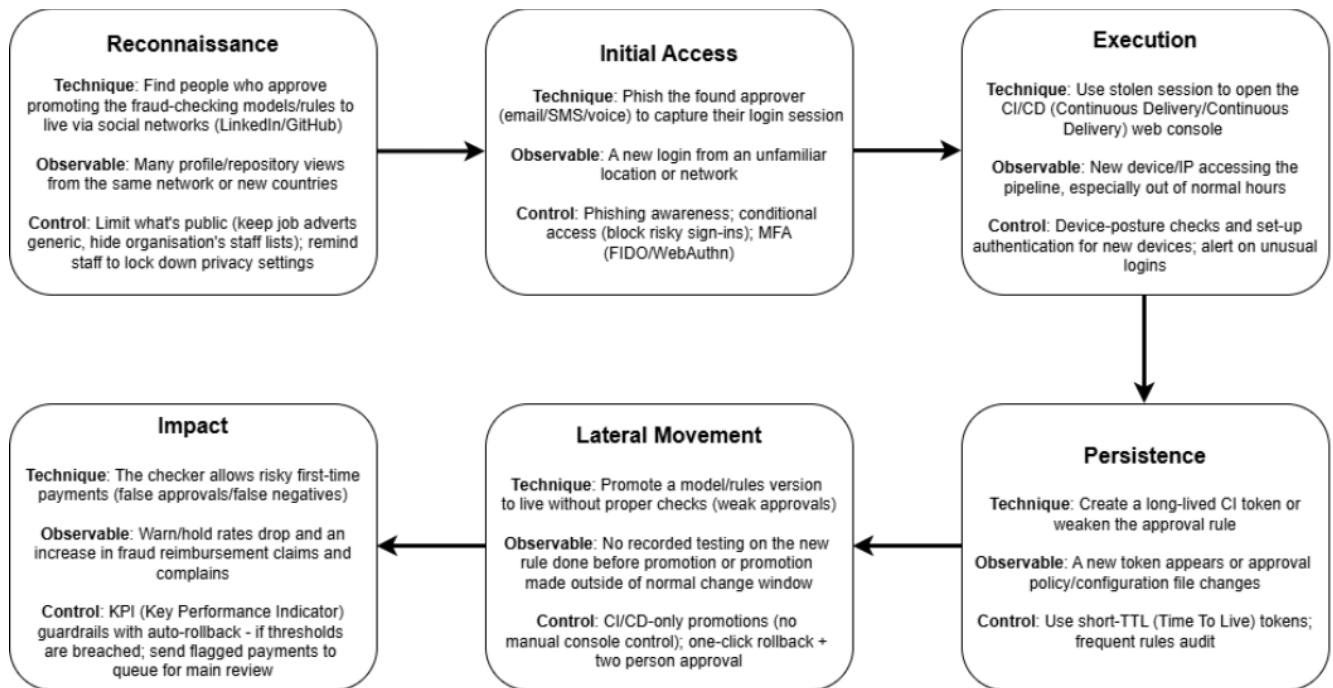 Reconnaissance
Technique: Find people who approve
promoting the fraud-checking models/rules to
live via social networks (LinkedIn/GitHub)
Observable: Many profile/repository views
from the same network or new countries
Control: Limit what's public (keep job adverts
generic, hide organisation's staff lists); remind
staff to lock down privacy settings
Initial Access
Technique: Phish the found approver
(email/SMS/voice) to capture their login session
Observable: A new login from an unfamiliar
location or network
Control: Phishing awareness; conditional
access (block risky sign-ins); MFA
(FIDO/WebAuthn)
Execution
Technique: Use stolen session to open the
CI/CD (Continuous Delivery/Continuous
Delivery) web console
Observable: New device/IP accessing the
pipeline, especially out of normal hours
Control: Device-posture checks and set-up
authentication for new devices; alert on unusual
logins
Persistence
Technique: Create a long-lived CI token or
weaken the approval rule
Observable: A new token appears or approval
policy/configuration file changes
Control: Use short-TTL (Time To Live) tokens;
frequent rules audit
Lateral Movement
Technique: Promote a model/rules version
to live without proper checks (weak approvals)
Observable: No recorded testing on the new
rule done before promotion or promotion
made outside of normal change window
Control: CI/CD-only promotions (no
manual console control); one-click rollback +
two person approval
Impact
Technique: The checker allows risky first-time
payments (false approvals/false negatives)
Observable: Warn/hold rates drop and an
increase in fraud reimbursement claims and
complains
Control: KPI (Key Performance Indicator)
guardrails with auto-rollback - if thresholds
are breached; send flagged payments to
queue for main review